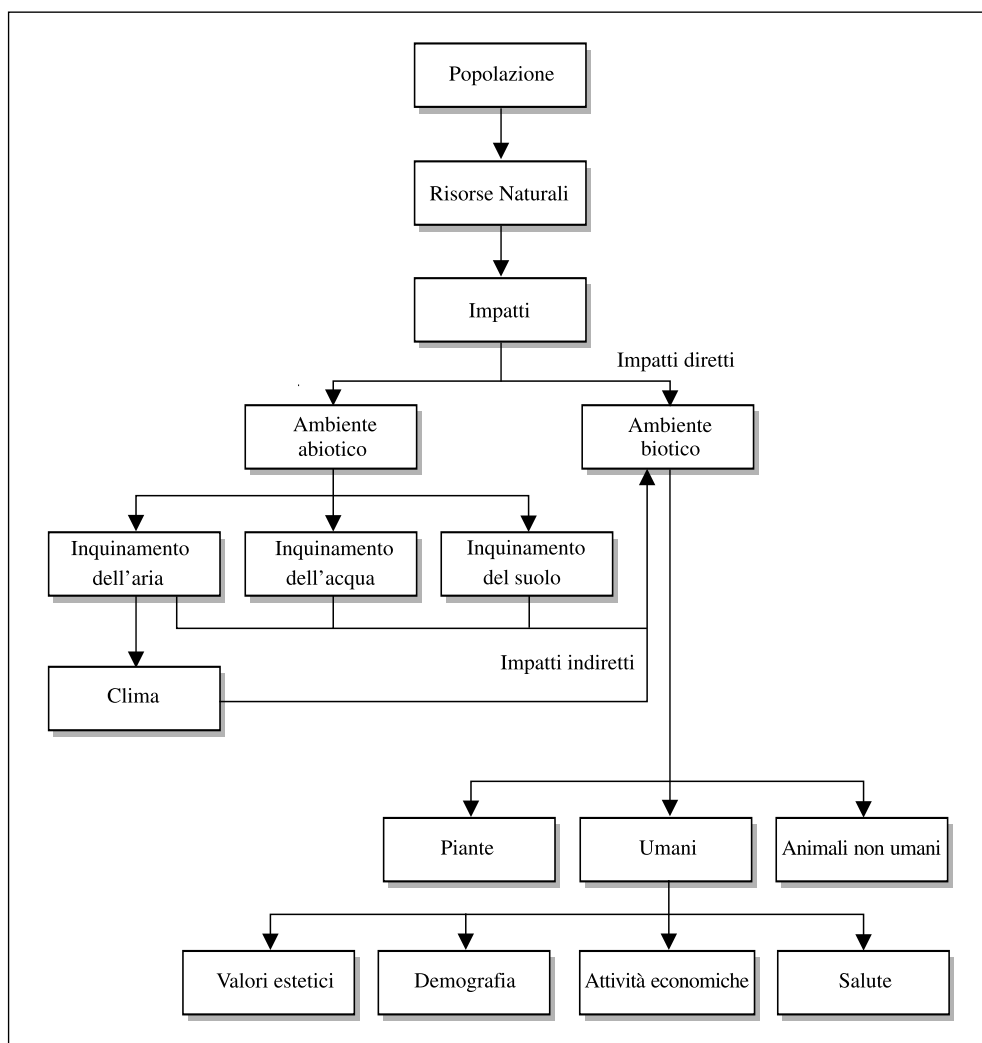 Popolazione
Risorse Naturali
Impatti
Impatti diretti
Ambiente
abiotico
Ambiente
biotico
Inquinamento
dell'aria
Inquinamento
dell'acqua
Inquinamento
del suolo
Impatti indiretti
Clima
Piante
Umani
Animali non umani
Valori estetici
Demografia
Attività economiche
Salute